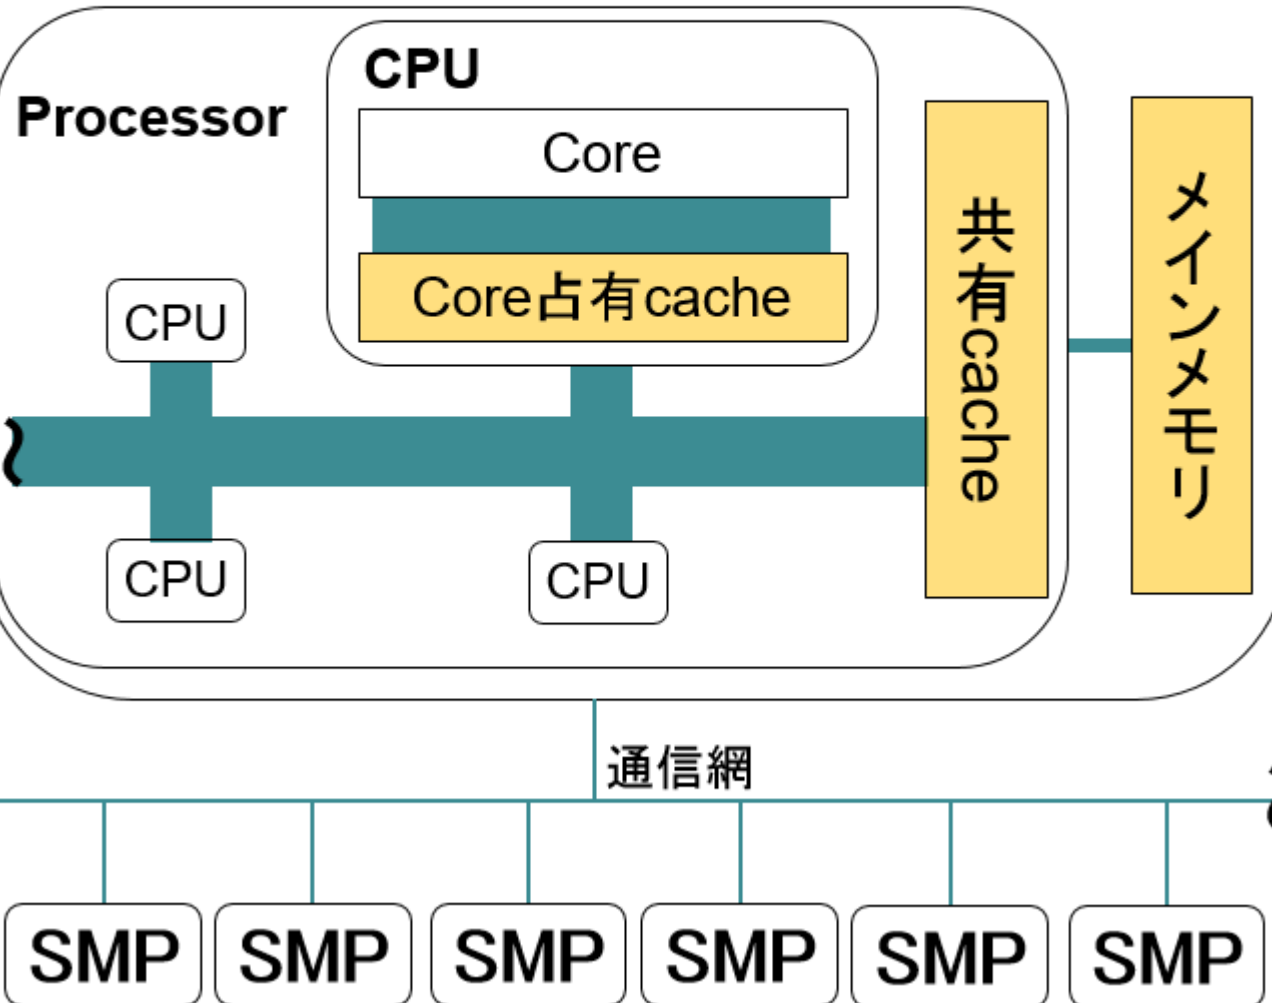 CPU
Processor
Core
Core占有cache
共有cache
メインメモリ
CPU
CPU
CPU
通信網
SMP
SMP
SMP
SMP
SMP
SMP